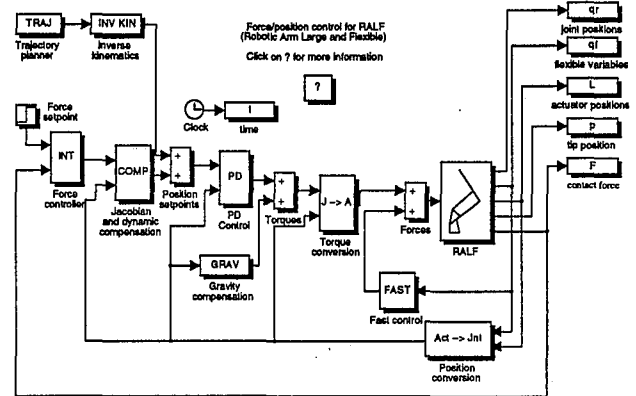 TRAJ
Trajectory
planner
INV KIN
Inverse
kinematics
Force/position control for RALF
(Robotic Arm Large and Flexible)
Click on ? for more information
?
qr
joint positions
qf
flexible variables
L
actuator positions
p
tip position
F
contact force
Clock
t
time
Force
setpoint
INT
Force
controller
COMP
Jacobian
and dynamic
compensation
+
+
Position
setpoints
PD
PD
Control
+
+
Torques
J -> A
Torque
conversion
+
+
Forces
RALF
GRAV
Gravity
compensation
FAST
Fast control
Act -> Jnt
Position
conversion